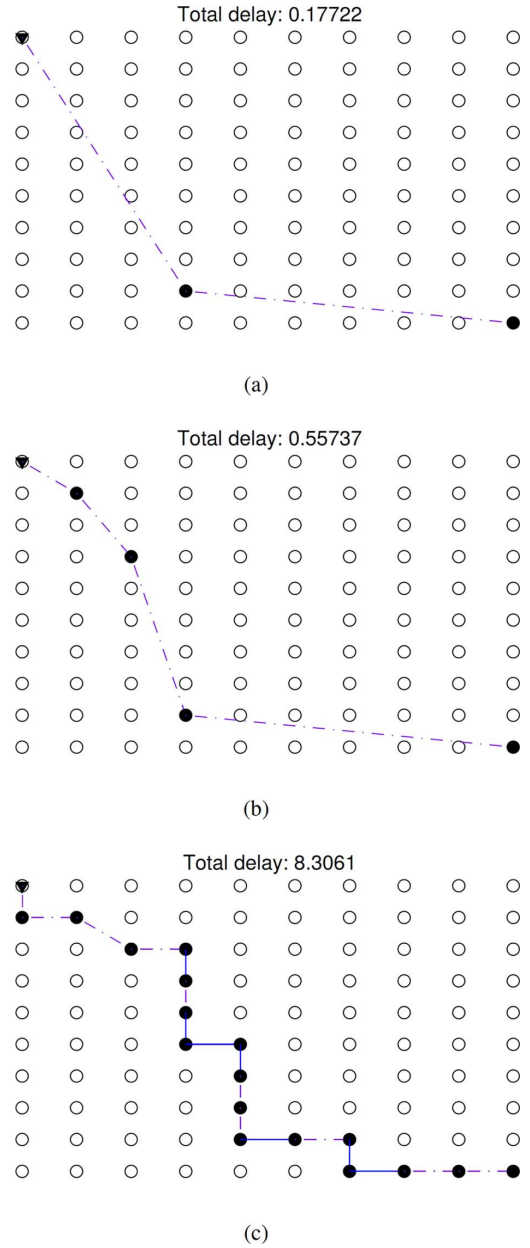 Total delay: 0.17722
(a)
Total delay: 0.55737
(b)
Total delay: 8.3061
(c)